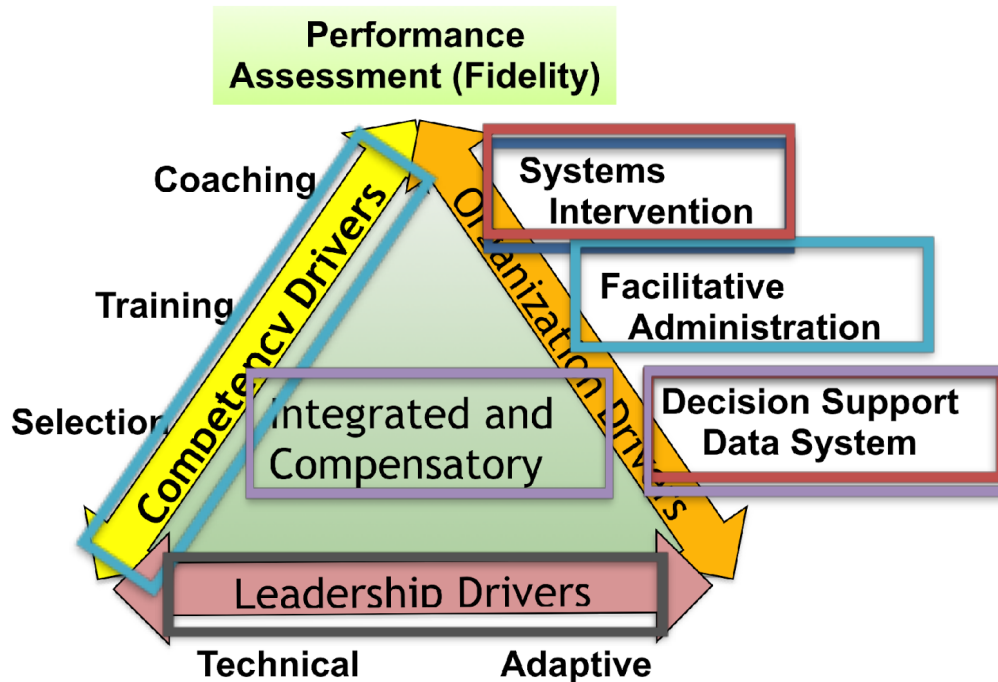 Performance
Assessment (Fidelity)
Coaching
Training
Selection
Competency Drivers
Organization Drivers
Systems
Intervention
Facilitative
Administration
Decision Support
Data System
Integrated and
Compensatory
Leadership Drivers
Technical
Adaptive